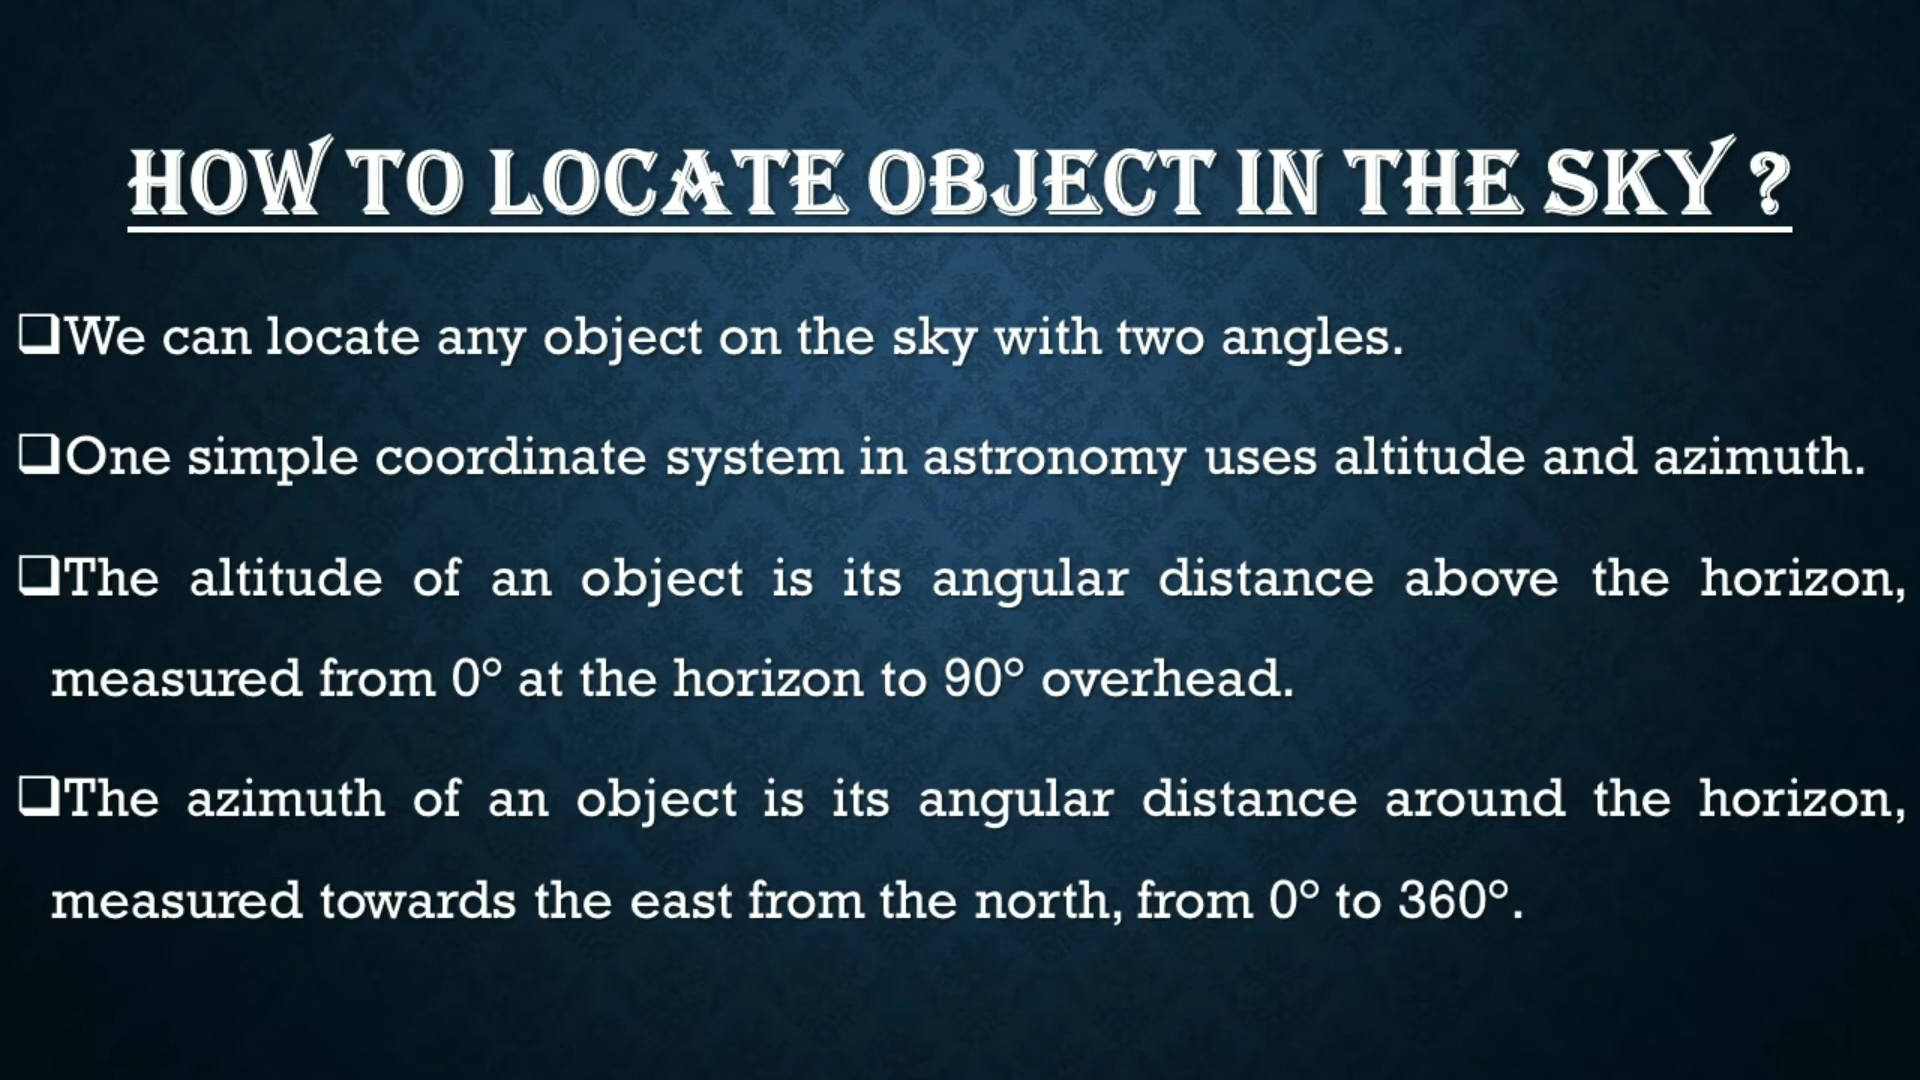 HOW TO LOCATE OBJECT IN THE SKY ?
❑We can locate any object on the sky with two angles.
❑One simple coordinate system in astronomy uses altitude and azimuth.
❑The altitude of an object is its angular distance above the horizon,
measured from 0° at the horizon to 90° overhead.
❑The azimuth of an object is its angular distance around the horizon,
measured towards the east from the north, from 0° to 360°.